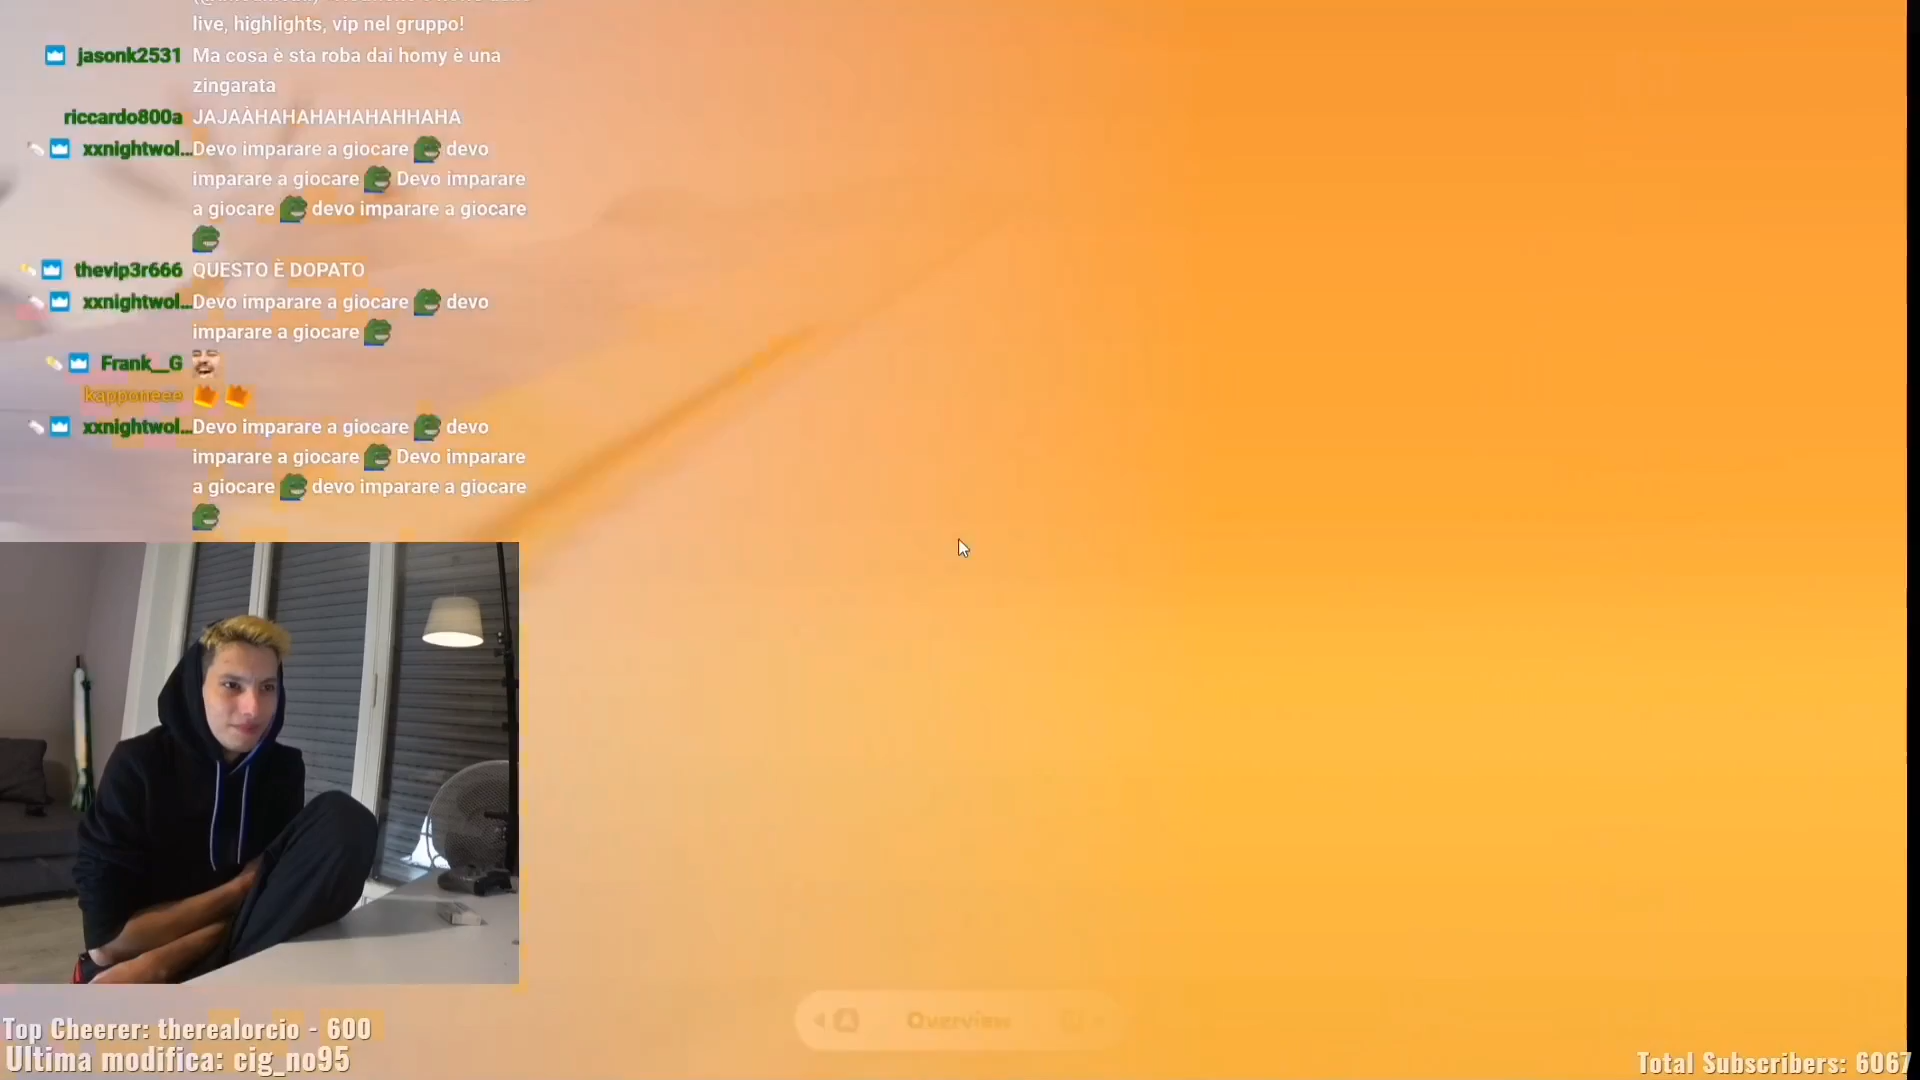 live, highlights, vip nel gruppo!
jasonk2531 Ma cosa è sta roba dai homy è una
zingarata
riccardo800a JAJAÀHAHAHAHAHAHHAHA
xxnightwol... Devo imparare a giocare devo
imparare a giocare Devo imparare
a giocare devo imparare a giocare
thevip3r666 QUESTO È DOPATO
xxnightwol... Devo imparare a giocare devo
imparare a giocare
Frank__G
kapponeee
xxnightwol... Devo imparare a giocare devo
imparare a giocare Devo imparare
a giocare devo imparare a giocare
Top Cheerer: therealorcio - 600
Ultima modifica: cig_no95
Overview
Total Subscribers: 6067